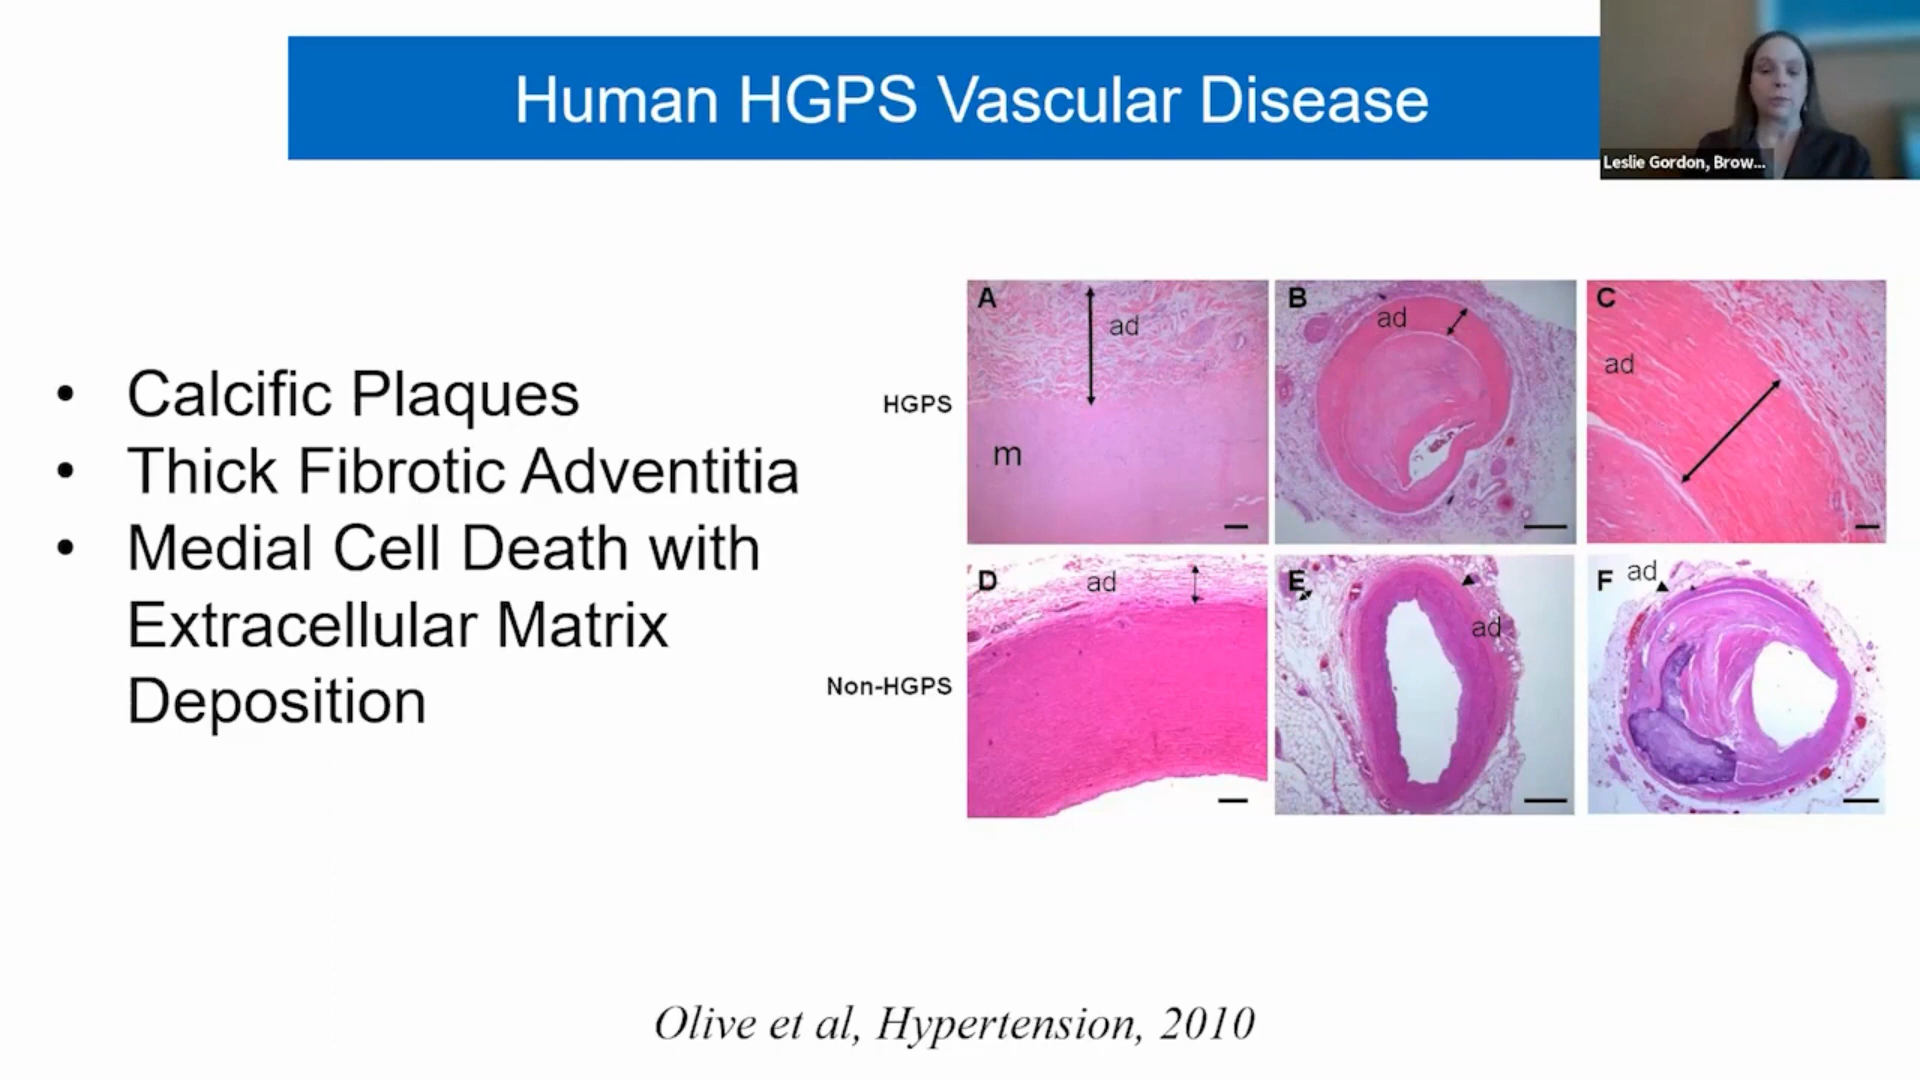 Human HGPS Vascular Disease
Leslie Gordon, Brow...
• Calcific Plaques
• Thick Fibrotic Adventitia
• Medial Cell Death with
Extracellular Matrix
Deposition
HGPS
A
ad
m
B
ad
C
ad
Non-HGPS
D
ad
E
ad
F
ad
Olive et al, Hypertension, 2010